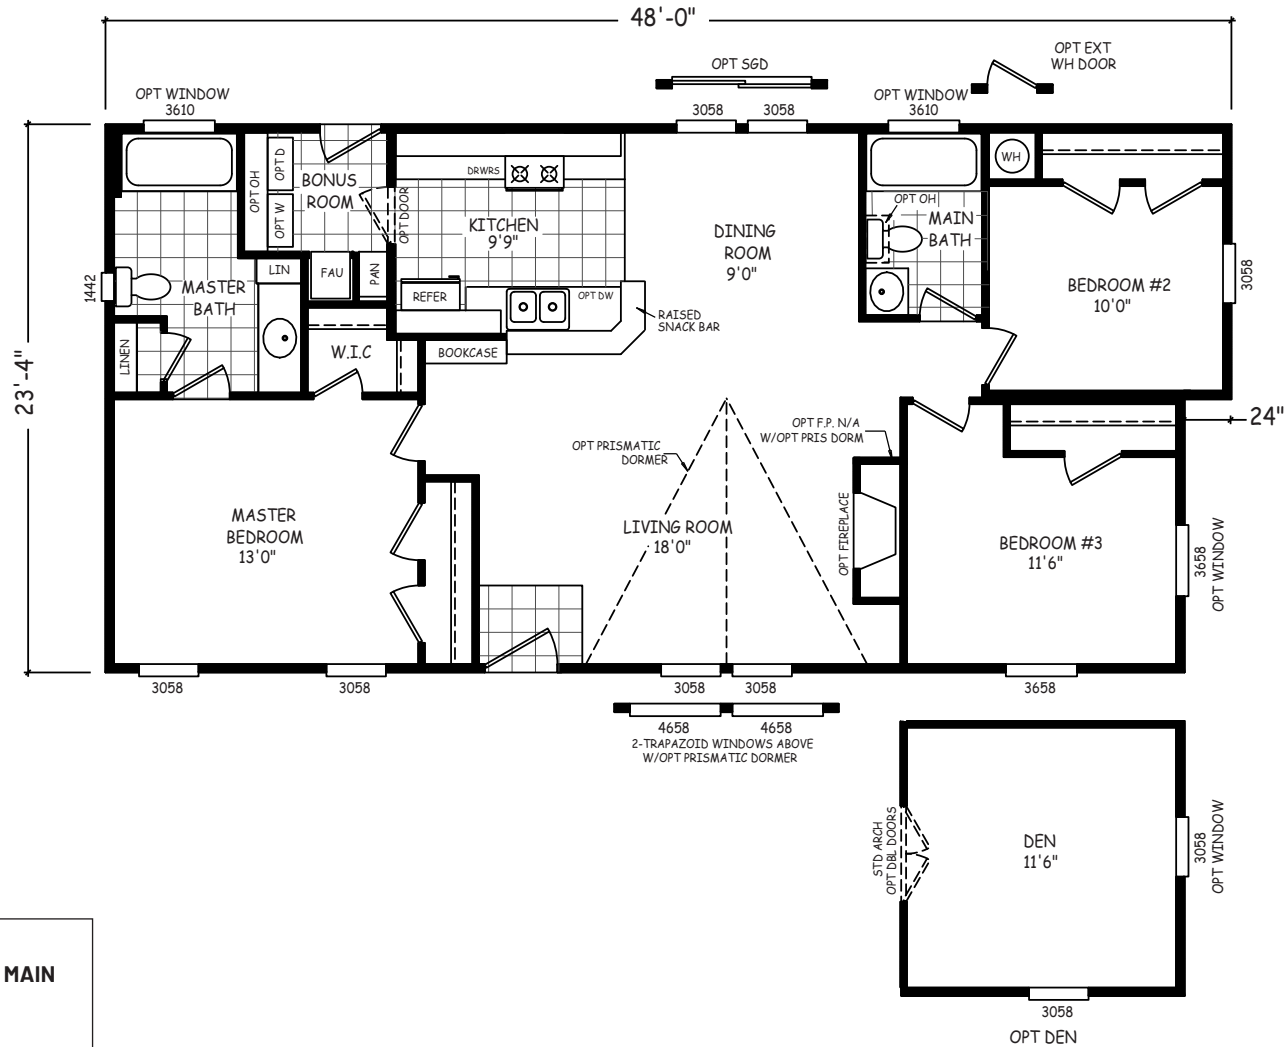 48'-0"
OPT EXT
WH DOOR
OPT SGD
OPT WINDOW
3610
3058
3058
OPT WINDOW
3610
23'-4"
OPT OH
OPT D
OPT W
BONUS
ROOM
OPT DOOR
DRWRS
KITCHEN
9'9"
DINING
ROOM
9'0"
OPT OH
MAIN
BATH
WH
BEDROOM #2
10'0"
3058
1442
MASTER
BATH
LIN
FAU
PAN
REFER
OPT DW
RAISED
SNACK BAR
LINEN
W.I.C
BOOKCASE
24"
OPT F.P. N/A
W/OPT PRIS DORM
OPT PRISMATIC
DORMER
MASTER
BEDROOM
13'0"
LIVING ROOM
18'0"
OPT FIREPLACE
BEDROOM #3
11'6"
3658
OPT WINDOW
3058
3058
3058
3058
3658
4658
4658
2-TRAPAZOID WINDOWS ABOVE
W/OPT PRISMATIC DORMER
STD ARCH
OPT DBL DOORS
DEN
11'6"
3058
OPT WINDOW
3058
OPT DEN
MAIN